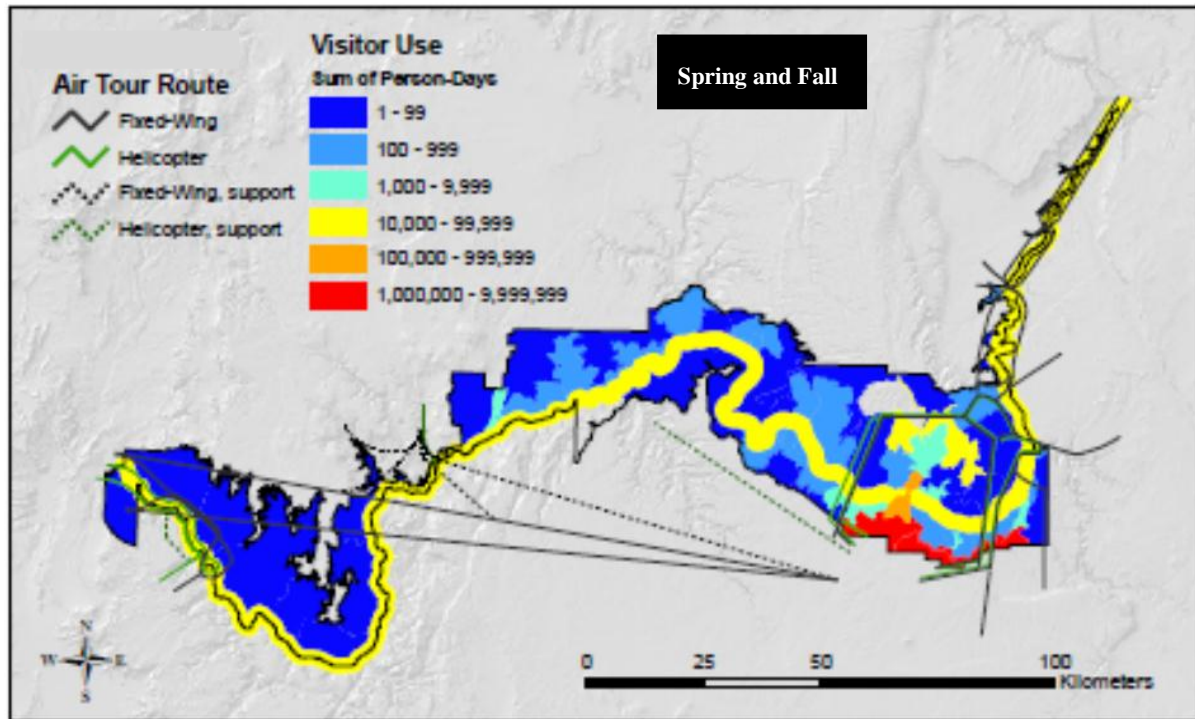 Air Tour Route
Fixed-Wing
Helicopter
Fixed-Wing, support
Helicopter, support
Visitor Use
Sum of Person-Days
1 - 99
100 - 999
1,000 - 9,999
10,000 - 99,999
100,000 - 999,999
1,000,000 - 9,999,999
Spring and Fall
N
W E
S
0 25 50 100
Kilometers